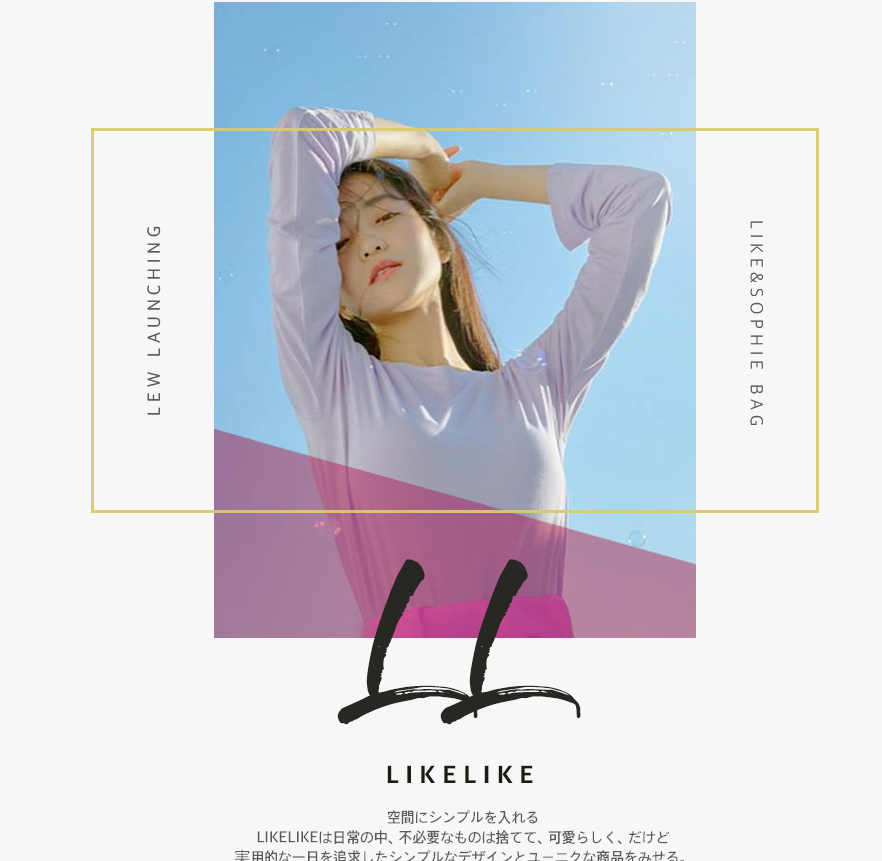 LEW LAUNCHING
LIKE&SOPHIE BAG
LL
LIKELIKE
空間にシンプルを入れる
LIKELIKEは日常の中、不必要なものは捨てて、可愛らしく、だけど
実用的な一日を追求したシンプルなデザインとユーニクな商品をみせる。